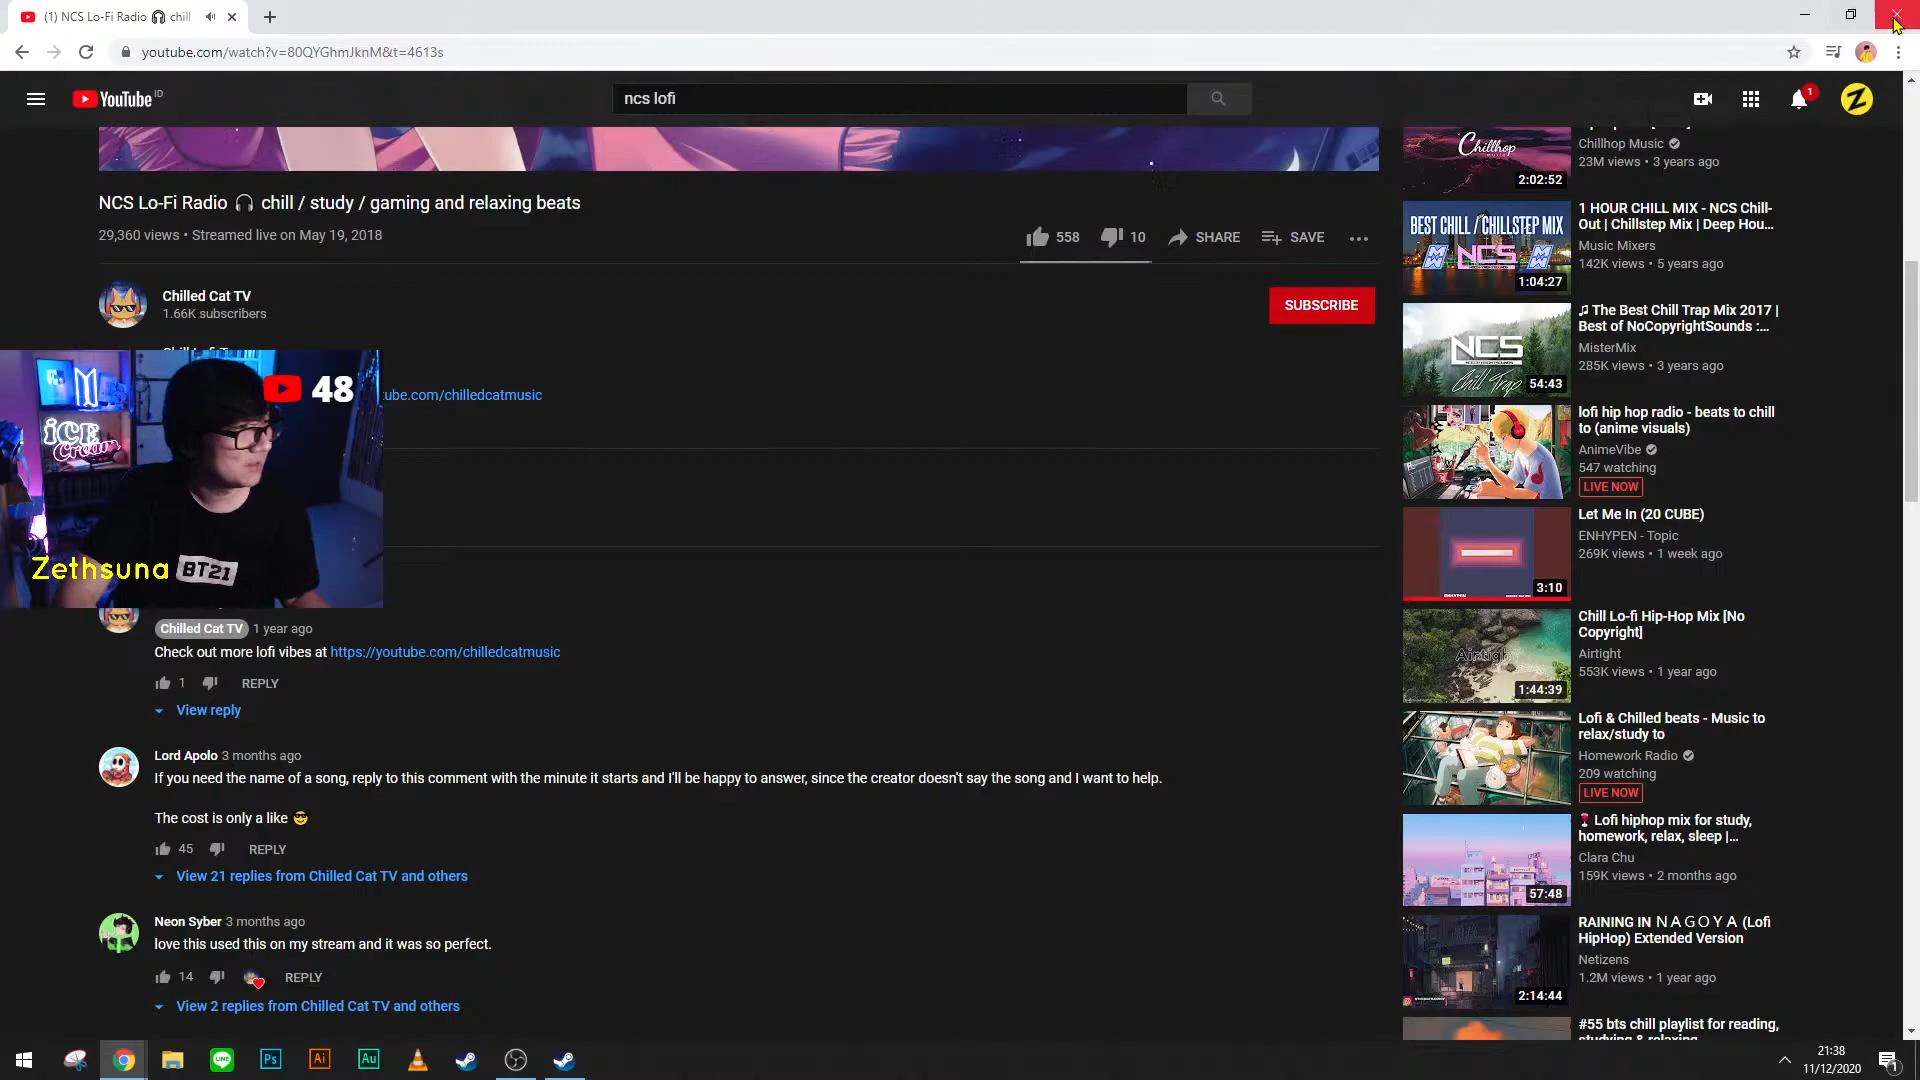 (1) NCS Lo-Fi Radio 🎧 chill
youtube.com/watch?v=80QYGhmJknM&t=4613s
YouTube ID
ncs lofi
1
Z
NCS Lo-Fi Radio 🎧 chill / study / gaming and relaxing beats
29,360 views • Streamed live on May 19, 2018
558
10
SHARE
SAVE
Chilled Cat TV
1.66K subscribers
SUBSCRIBE
48
ube.com/chilledcatmusic
iCE
Cream
Zethsuna
BT21
Chilled Cat TV 1 year ago
Check out more lofi vibes at https://youtube.com/chilledcatmusic
1 REPLY
View reply
Lord Apolo 3 months ago
If you need the name of a song, reply to this comment with the minute it starts and I'll be happy to answer, since the creator doesn't say the song and I want to help.
The cost is only a like 😎
45 REPLY
View 21 replies from Chilled Cat TV and others
Neon Syber 3 months ago
love this used this on my stream and it was so perfect.
14 REPLY
View 2 replies from Chilled Cat TV and others
Chillhop
2:02:52
Chillhop Music
23M views • 3 years ago
BEST CHILL / CHILLSTEP MIX
NCS
1:04:27
1 HOUR CHILL MIX - NCS Chill-
Out | Chillstep Mix | Deep Hou...
Music Mixers
142K views • 5 years ago
NCS
Chill Trap
54:43
♫ The Best Chill Trap Mix 2017 |
Best of NoCopyrightSounds :...
MisterMix
285K views • 3 years ago
lofi hip hop radio - beats to chill
to (anime visuals)
AnimeVibe
547 watching
LIVE NOW
3:10
Let Me In (20 CUBE)
ENHYPEN - Topic
269K views • 1 week ago
Airtight
1:44:39
Chill Lo-fi Hip-Hop Mix [No
Copyright]
Airtight
553K views • 1 year ago
Lofi & Chilled beats - Music to
relax/study to
Homework Radio
209 watching
LIVE NOW
57:48
🍷 Lofi hiphop mix for study,
homework, relax, sleep |...
Clara Chu
159K views • 2 months ago
2:14:44
RAINING IN N A G O Y A (Lofi
HipHop) Extended Version
Netizens
1.2M views • 1 year ago
#55 bts chill playlist for reading,
LINE
Ps
Ai
Au
21:38
11/12/2020
1